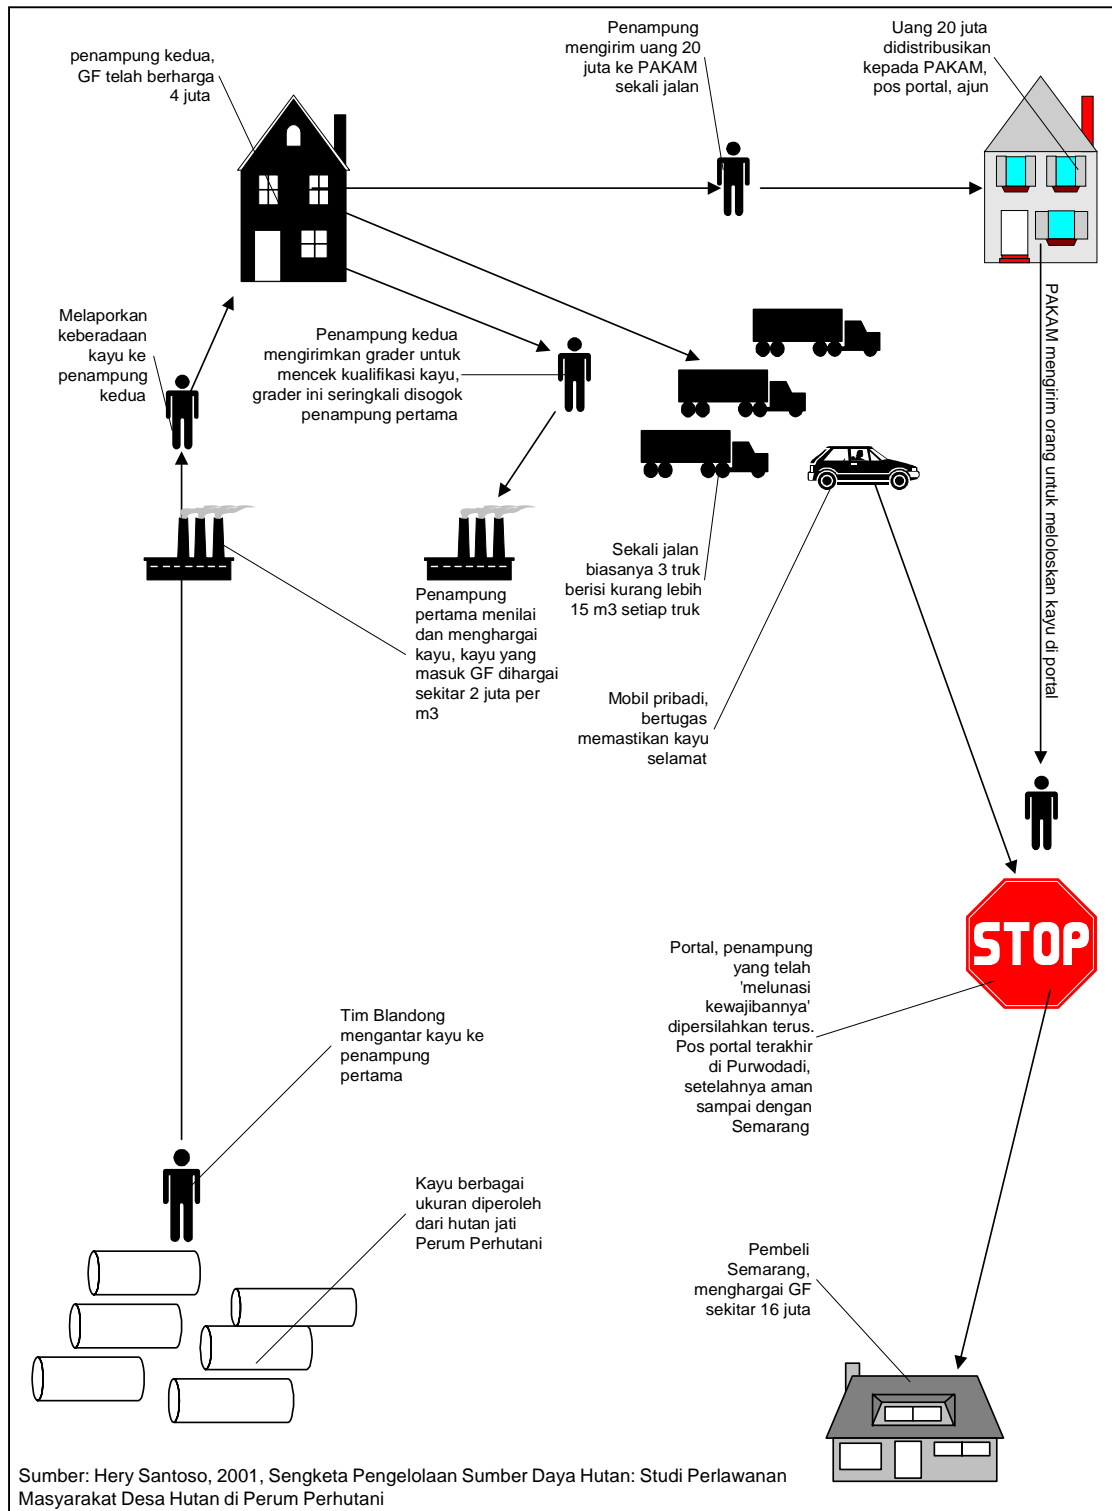 penampung kedua,
GF telah berharga
4 juta
Penampung
mengirim uang 20
juta ke PAKAM
sekali jalan
Uang 20 juta
didistribusikan
kepada PAKAM,
pos portal, ajun
Melaporkan
keberadaan
kayu ke
penampung
kedua
Penampung kedua
mengirimkan grader untuk
mencek kualifikasi kayu,
grader ini seringkali disogok
penampung pertama
PAKAM mengirim orang untuk meloloskan kayu di portal
Sekali jalan
biasanya 3 truk
berisi kurang lebih
15 m3 setiap truk
Penampung
pertama menilai
dan menghargai
kayu, kayu yang
masuk GF dihargai
sekitar 2 juta per
m3
Mobil pribadi,
bertugas
memastikan kayu
selamat
STOP
Portal, penampung
yang telah
'melunasi
kewajibannya'
dipersilahkan terus.
Pos portal terakhir
di Purwodadi,
setelahnya aman
sampai dengan
Semarang
Tim Blandong
mengantar kayu ke
penampung
pertama
Kayu berbagai
ukuran diperoleh
dari hutan jati
Perum Perhutani
Pembeli
Semarang,
menghargai GF
sekitar 16 juta
Sumber: Hery Santoso, 2001, Sengketa Pengelolaan Sumber Daya Hutan: Studi Perlawanan
Masyarakat Desa Hutan di Perum Perhutani